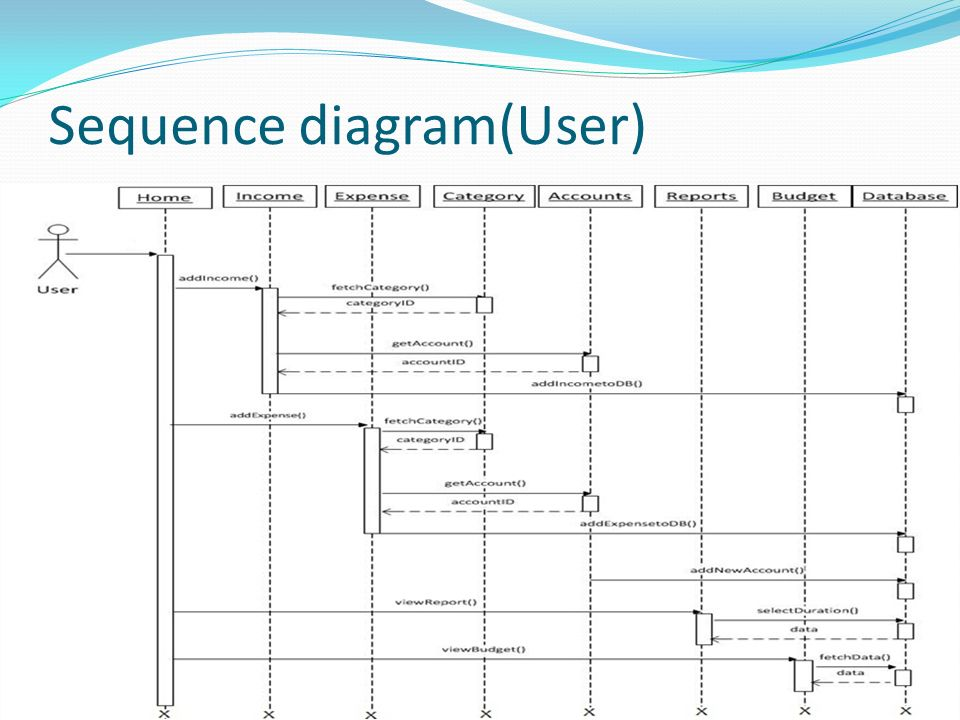 Sequence diagram(User)
Home Income Expense Category Accounts Reports Budget Database
User
addIncome()
fetchCategory()
categoryID
getAccount()
accountID
addIncometoDB()
addExpense()
fetchCategory()
categoryID
getAccount()
accountID
addExpensetoDB()
addNewAccount()
viewReport()
selectDuration()
data
viewBudget()
fetchData()
data
X X X X X X X X